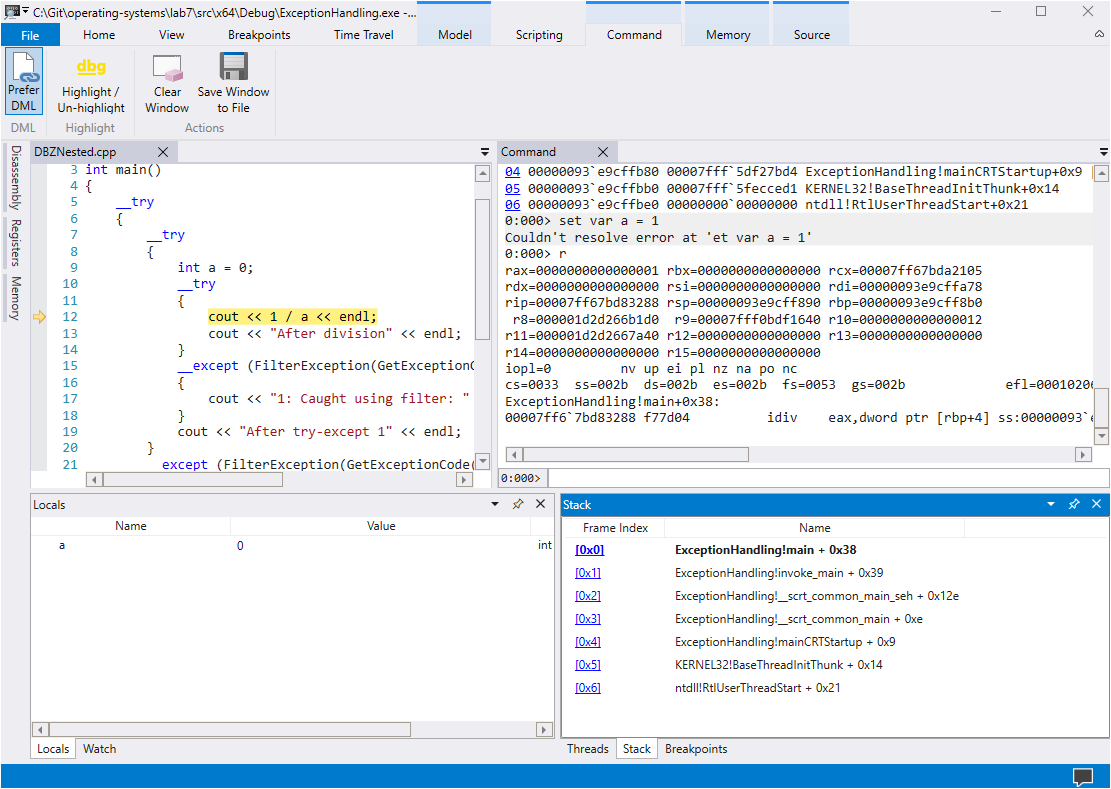 C:\Git\operating-systems\lab7\src\x64\Debug\ExceptionHandling.exe -...
File Home View Breakpoints Time Travel Model Scripting Command Memory Source
Prefer DML
DML
dbg
Highlight / Un-highlight
Highlight
Clear Window
Save Window to File
Actions
Disassembly
Registers
Memory
DBZNested.cpp
3 int main()
4 {
5 __try
6 {
7 __try
8 {
9 int a = 0;
10 __try
11 {
12 cout << 1 / a << endl;
13 cout << "After division" << endl;
14 }
15 __except (FilterException(GetExceptionC
16 {
17 cout << "1: Caught using filter: "
18 }
19 cout << "After try-except 1" << endl;
20 }
21 except (FilterException(GetExceptionCode(
Command
04 00000093`e9cffb80 00007fff`5df27bd4 ExceptionHandling!mainCRTStartup+0x9
05 00000093`e9cffbb0 00007fff`5fecced1 KERNEL32!BaseThreadInitThunk+0x14
06 00000093`e9cffbe0 00000000`00000000 ntdll!RtlUserThreadStart+0x21
0:000> set var a = 1
Couldn't resolve error at 'et var a = 1'
0:000> r
rax=0000000000000001 rbx=0000000000000000 rcx=00007ff67bda2105
rdx=0000000000000000 rsi=0000000000000000 rdi=00000093e9cffa78
rip=00007ff67bd83288 rsp=00000093e9cff890 rbp=00000093e9cff8b0
r8=000001d2d266b1d0 r9=00007fff0bdf1640 r10=0000000000000012
r11=000001d2d2667a40 r12=0000000000000000 r13=0000000000000000
r14=0000000000000000 r15=0000000000000000
iopl=0 nv up ei pl nz na po nc
cs=0033 ss=002b ds=002b es=002b fs=0053 gs=002b efl=0001020
ExceptionHandling!main+0x38:
00007ff6`7bd83288 f77d04 idiv eax,dword ptr [rbp+4] ss:00000093`
0:000>
Locals
Name Value
a 0 int
Locals Watch
Stack
Frame Index Name
[0x0] ExceptionHandling!main + 0x38
[0x1] ExceptionHandling!invoke_main + 0x39
[0x2] ExceptionHandling!__scrt_common_main_seh + 0x12e
[0x3] ExceptionHandling!__scrt_common_main + 0xe
[0x4] ExceptionHandling!mainCRTStartup + 0x9
[0x5] KERNEL32!BaseThreadInitThunk + 0x14
[0x6] ntdll!RtlUserThreadStart + 0x21
Threads Stack Breakpoints